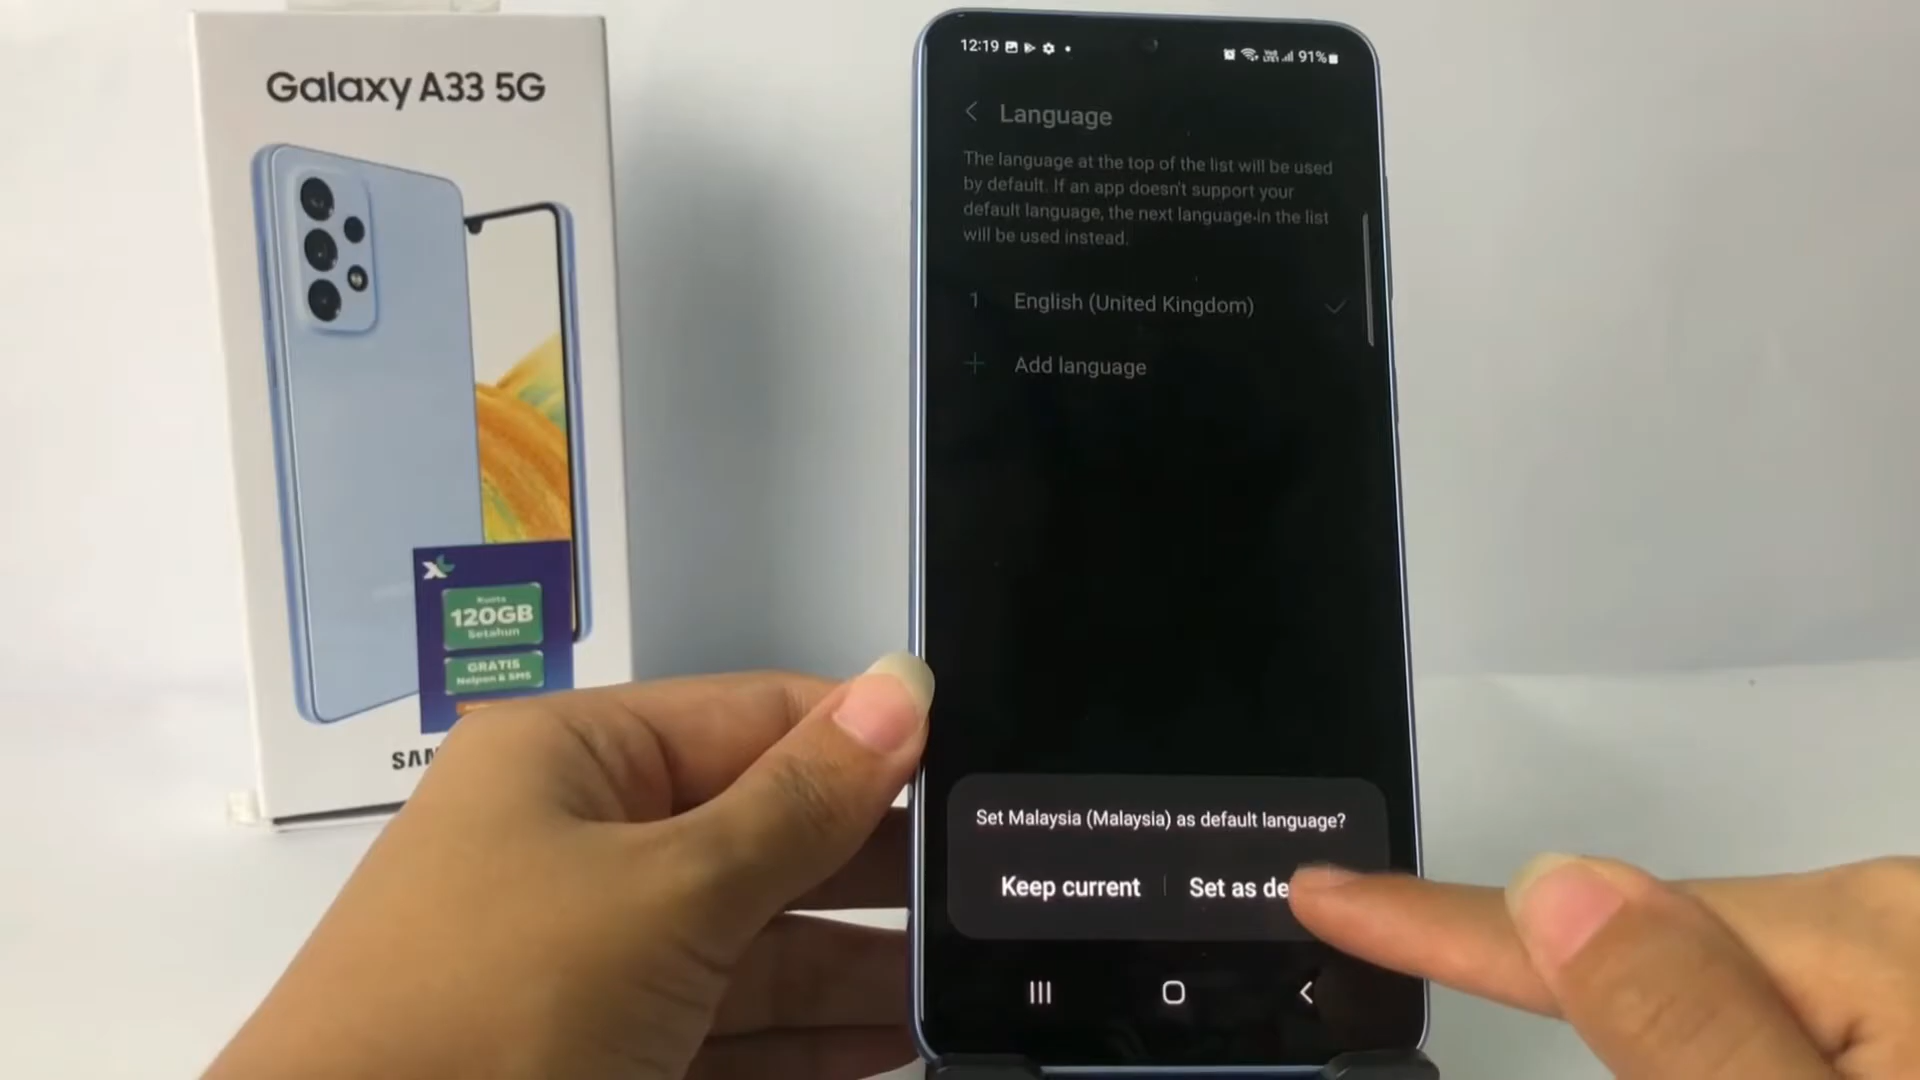 Galaxy A33 5G
XL
Kuota
120GB
Setahun
GRATIS
Nelpon & SMS
SAM
12:19
91%
Language
The language at the top of the list will be used
by default. If an app doesn't support your
default language, the next language in the list
will be used instead.
1 English (United Kingdom)
+ Add language
Set Malaysia (Malaysia) as default language?
Keep current | Set as de